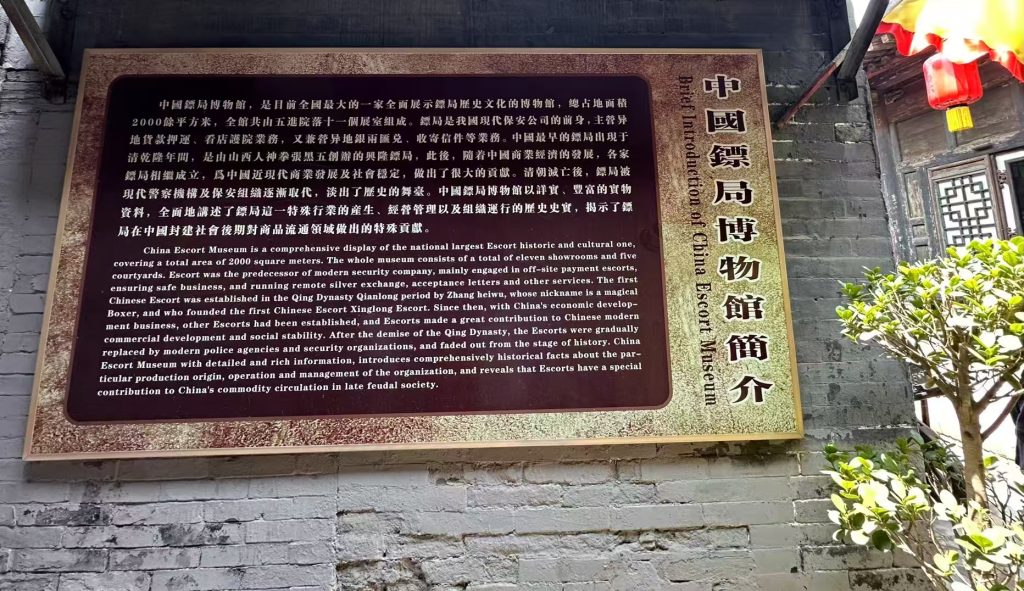 中國鏢局博物館簡介
Brief Introduction of China Escort Museum
中國鏢局博物館，是目前全國最大的一家全面展示鏢局歷史文化的博物館，總占地面積
2000餘平方米，全館共由五進院落十一個展室組成。鏢局是我國現代保安公司的前身，主營异
地貸款押運、看店護院業務，又兼營异地銀兩匯兑、收寄信件等業務。中國最早的鏢局出現于
清乾隆年間，是由山西人神拳張黑五創辦的興隆鏢局，此後，隨着中國商業經濟的發展，各家
鏢局相繼成立，爲中國近現代商業發展及社會穩定，做出了很大的貢獻。清朝滅亡後，鏢局被
現代警察機構及保安組織逐漸取代，淡出了歷史的舞臺。中國鏢局博物館以詳實、豐富的實物
資料，全面地講述了鏢局這一特殊行業的産生、經營管理以及組織運行的歷史史實，揭示了鏢
局在中國封建社會後期對商品流通領域做出的特殊貢獻。
China Escort Museum is a comprehensive display of the national largest Escort historic and cultural one,
covering a total area of 2000 square meters. The whole museum consists of a total of eleven showrooms and five
courtyards. Escort was the predecessor of modern security company, mainly engaged in off-site payment escorts,
ensuring safe business, and running remote silver exchange, acceptance letters and other services. The first
Chinese Escort was established in the Qing Dynasty Qianlong period by Zhang heiwu, whose nickname is a magical
Boxer, and who founded the first Chinese Escort Xinglong Escort. Since then, with China's economic develop-
ment business, other Escorts had been established, and Escorts made a great contribution to Chinese modern
commercial development and social stability. After the demise of the Qing Dynasty, the Escorts were gradually
replaced by modern police agencies and security organizations, and faded out from the stage of history. China
Escort Museum with detailed and rich information, introduces comprehensively historical facts about the par-
ticular production origin, operation and management of the organization, and reveals that Escorts have a special
contribution to China's commodity circulation in late feudal society.